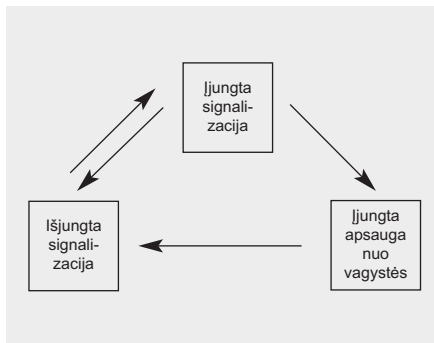 Įjungta
signali-
zacija
Išjungta
signali-
zacija
Įjungta
apsauga
nuo
vagystės